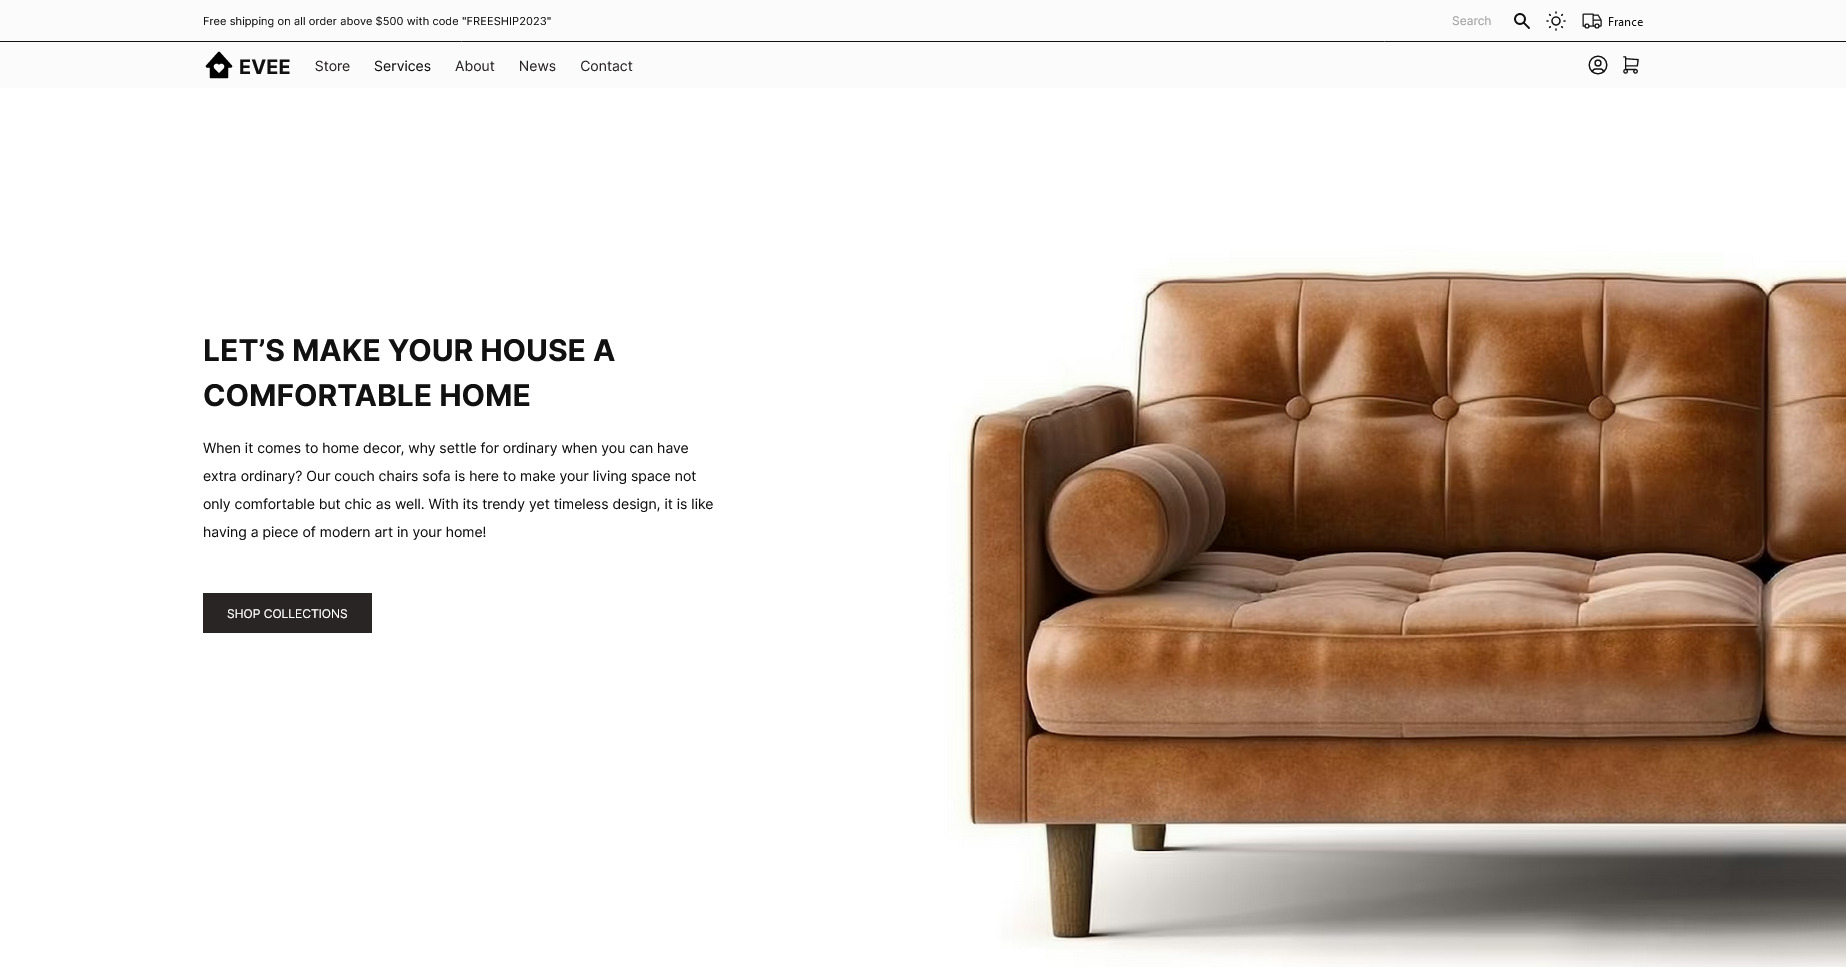 Free shipping on all order above $500 with code "FREESHIP2023"
Search
France
EVEE
Store
Services
About
News
Contact
LET’S MAKE YOUR HOUSE A
COMFORTABLE HOME
When it comes to home decor, why settle for ordinary when you can have
extra ordinary? Our couch chairs sofa is here to make your living space not
only comfortable but chic as well. With its trendy yet timeless design, it is like
having a piece of modern art in your home!
SHOP COLLECTIONS